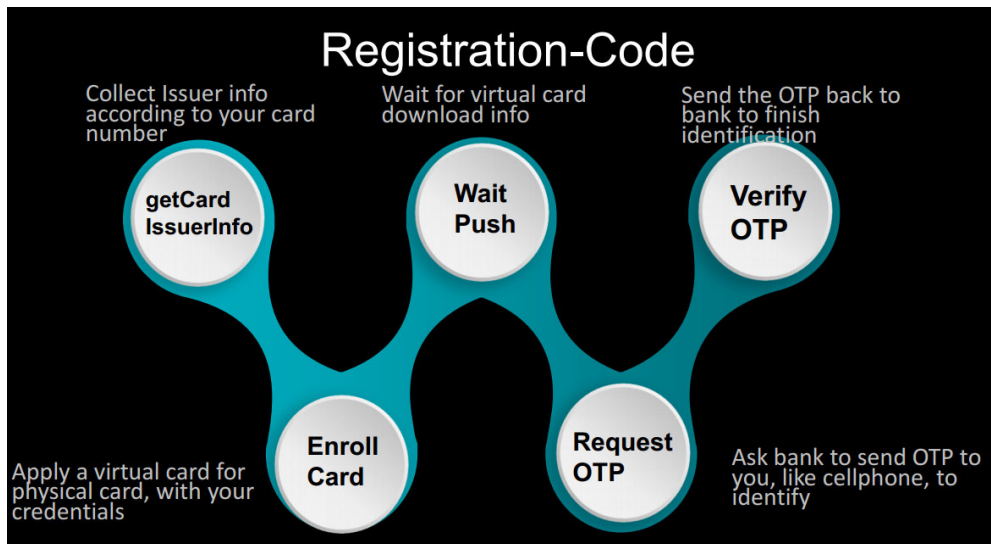 Registration-Code
Collect Issuer info
according to your card
number
Wait for virtual card
download info
Send the OTP back to
bank to finish
identification
getCard
IssuerInfo
Wait
Push
Verify
OTP
Enroll
Card
Request
OTP
Apply a virtual card for
physical card, with your
credentials
Ask bank to send OTP to
you, like cellphone, to
identify